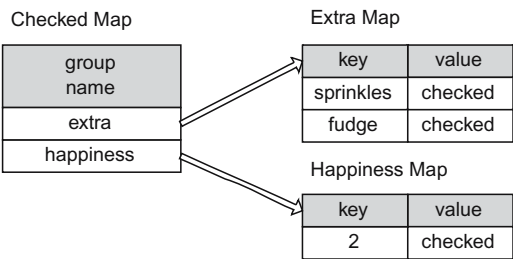 Checked Map
group
name
extra
happiness
Extra Map
key value
sprinkles checked
fudge checked
Happiness Map
key value
2 checked